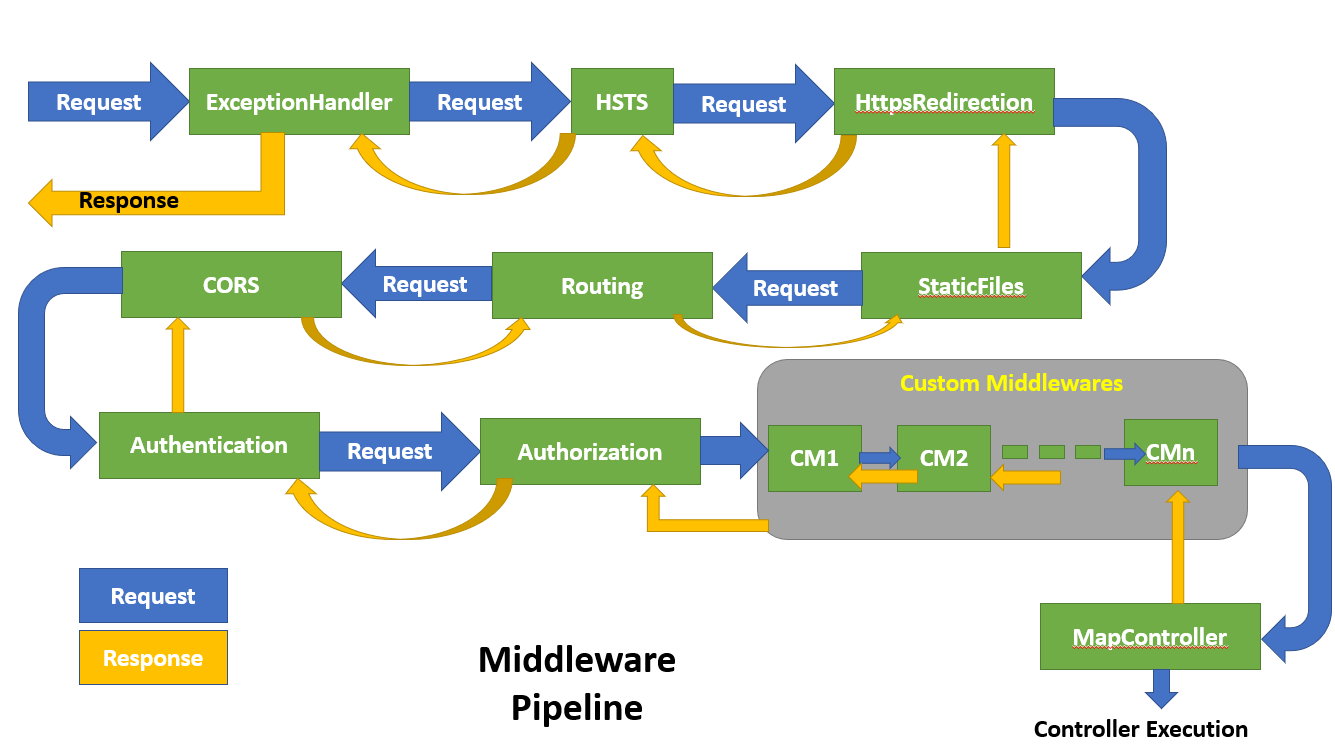 Request
ExceptionHandler
Request
HSTS
Request
HttpsRedirection
Response
CORS
Request
Routing
Request
StaticFiles
Custom Middlewares
Authentication
Request
Authorization
CM1
CM2
CMn
Request
Response
MapController
Middleware
Pipeline
Controller Execution